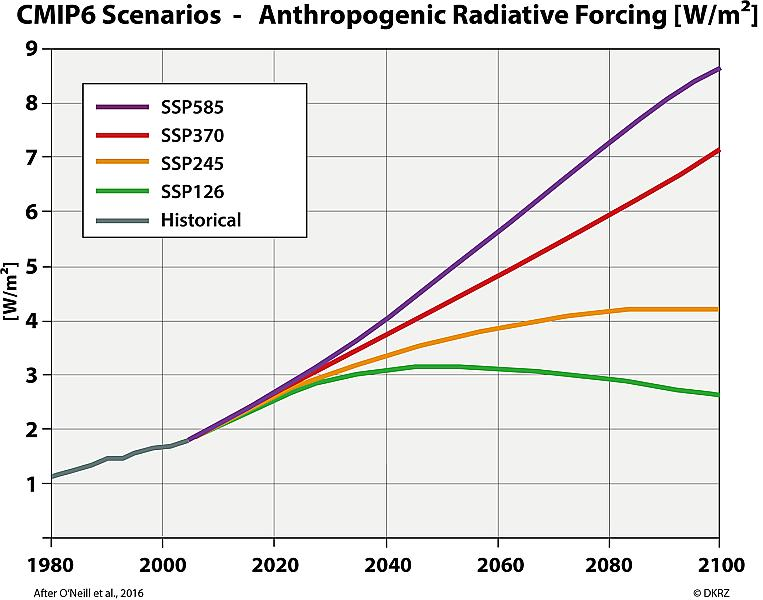 CMIP6 Scenarios - Anthropogenic Radiative Forcing [W/m²]
9
8
7
6
5
4
3
2
1
[W/m²]
SSP585
SSP370
SSP245
SSP126
Historical
1980 2000 2020 2040 2060 2080 2100
After O'Neill et al., 2016
© DKRZ